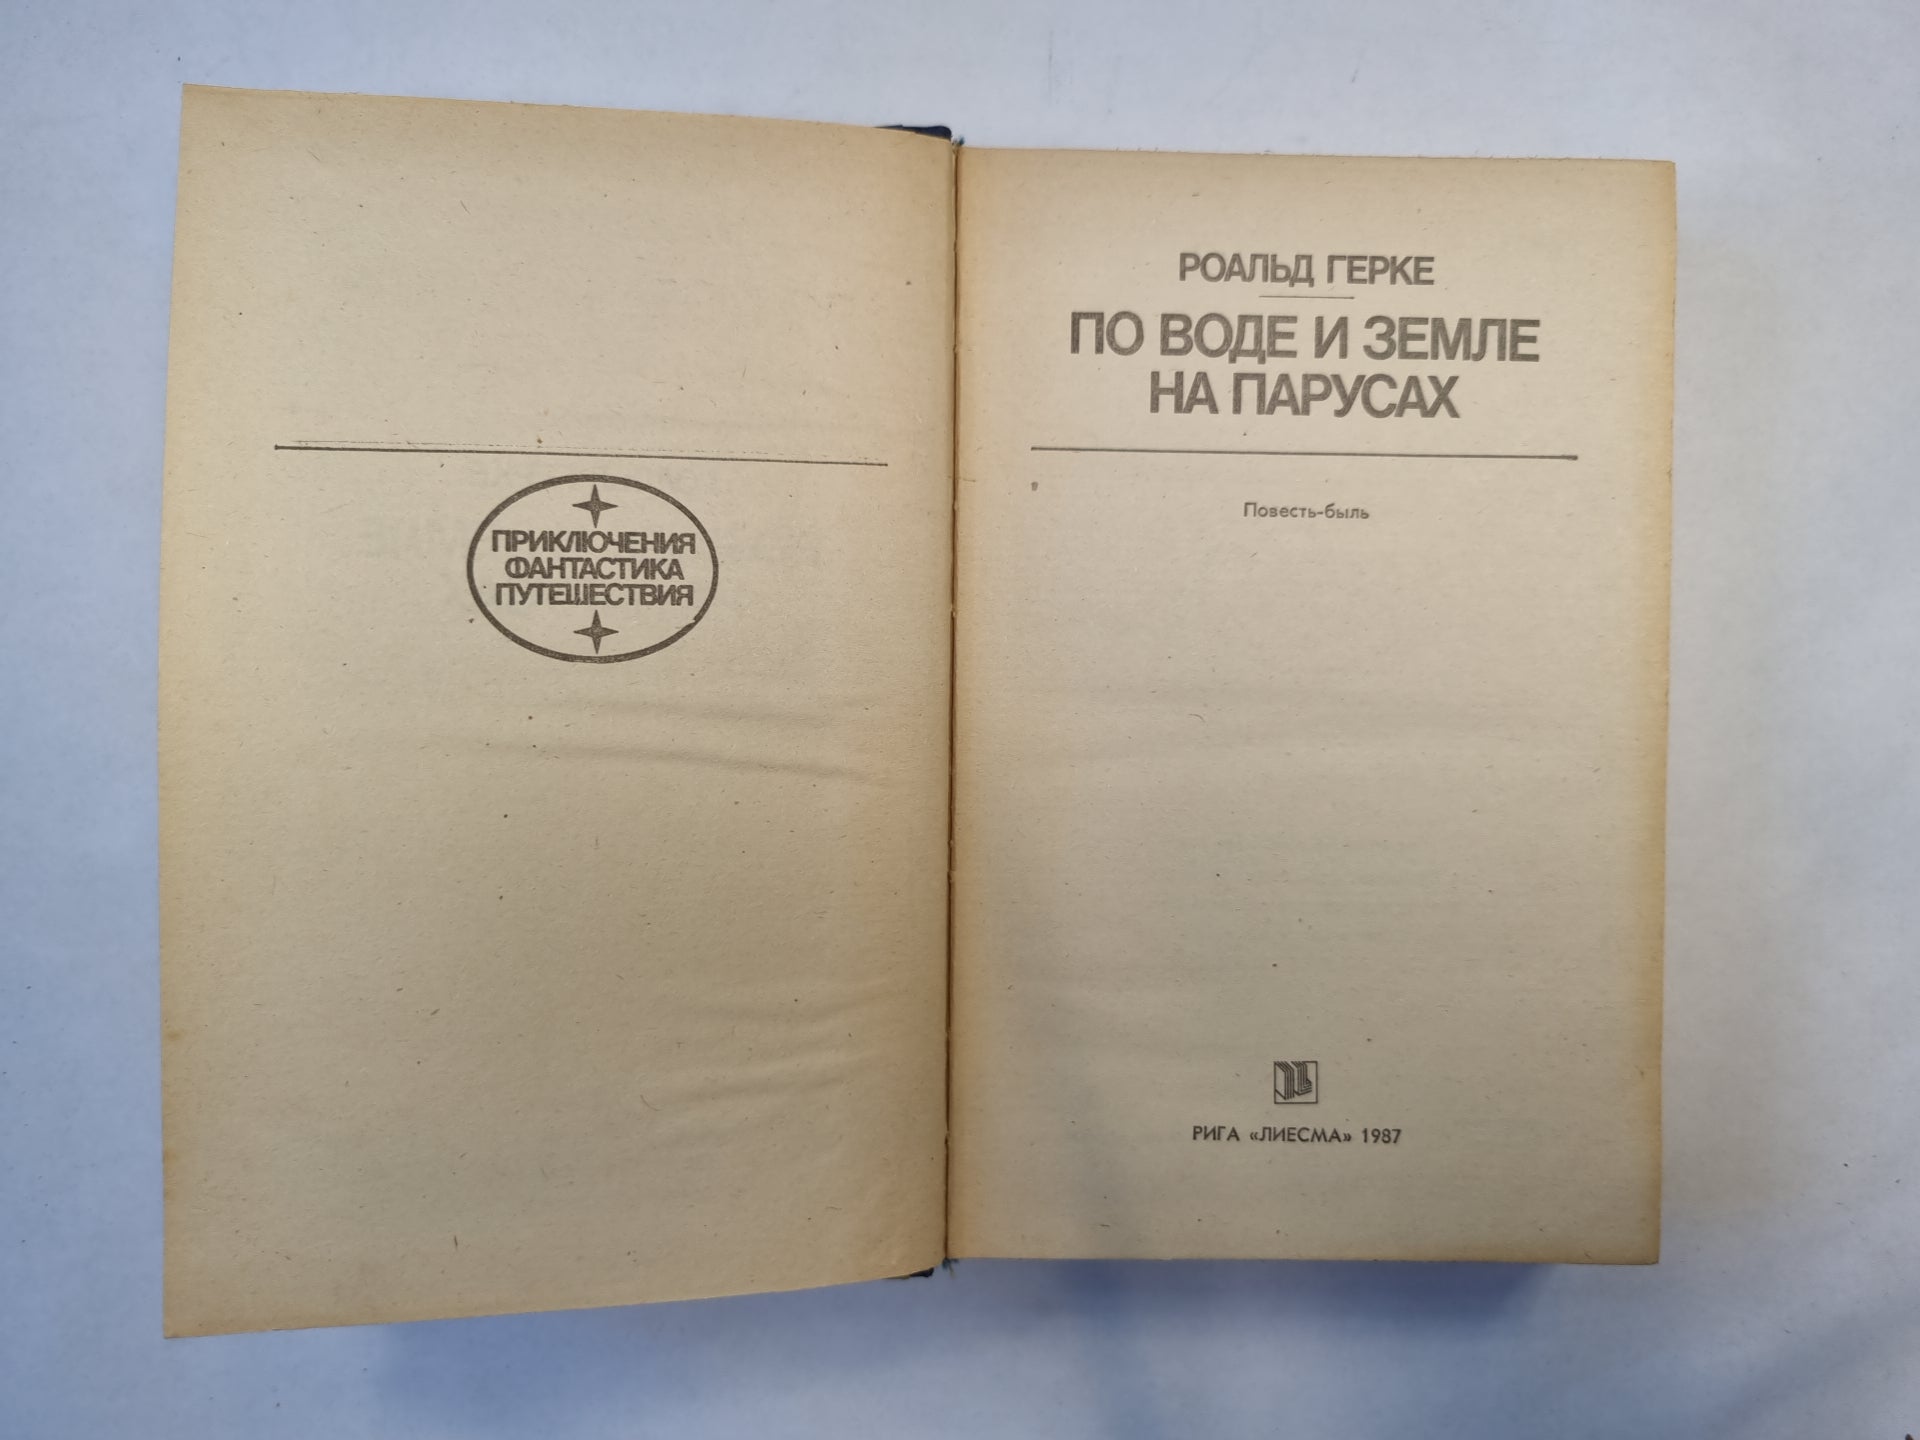 ПРИКЛЮЧЕНИЯ
ФАНТАСТИКА
ПУТЕШЕСТВИЯ
РОАЛЬД ГЕРКЕ
ПО ВОДЕ И ЗЕМЛЕ
НА ПАРУСАХ
Повесть-быль
РИГА «ЛИЕСМА» 1987